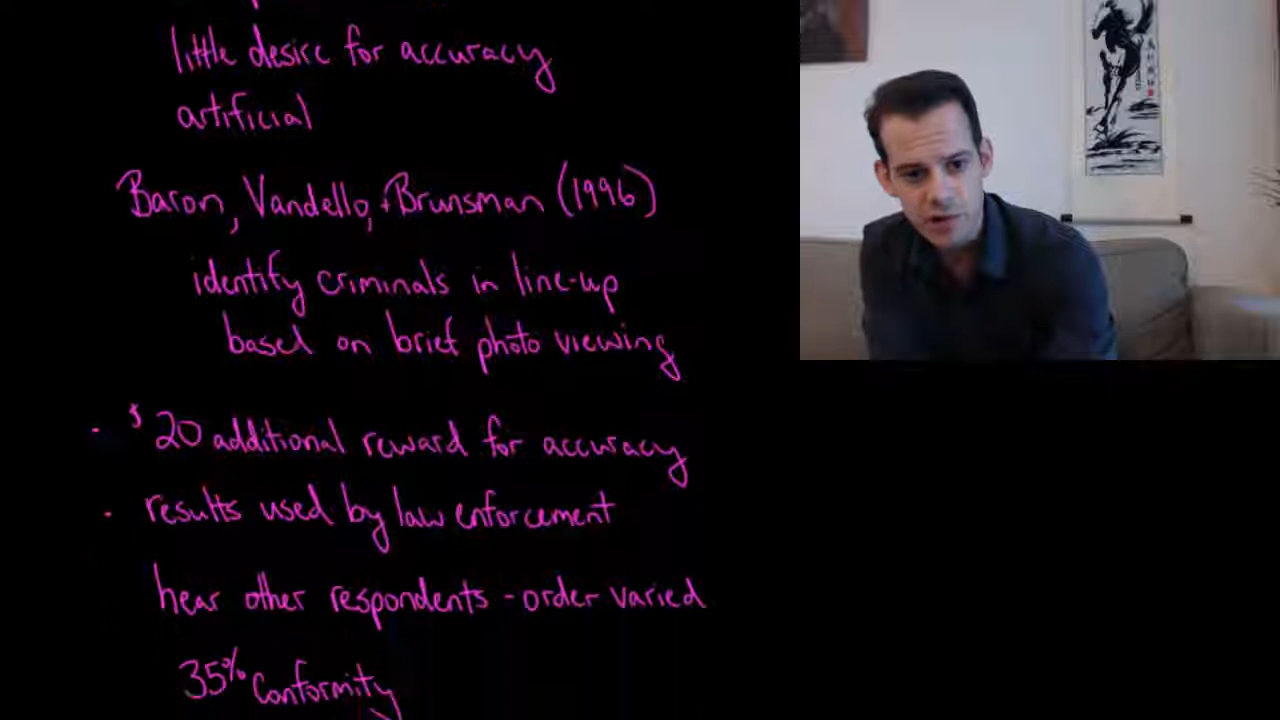 little desire for accuracy
artificial
Baron, Vandello, + Brunsman (1996)
identify criminals in line-up
based on brief photo viewing
• $20 additional reward for accuracy
• results used by law enforcement
hear other respondents - order varied
35% Conformity